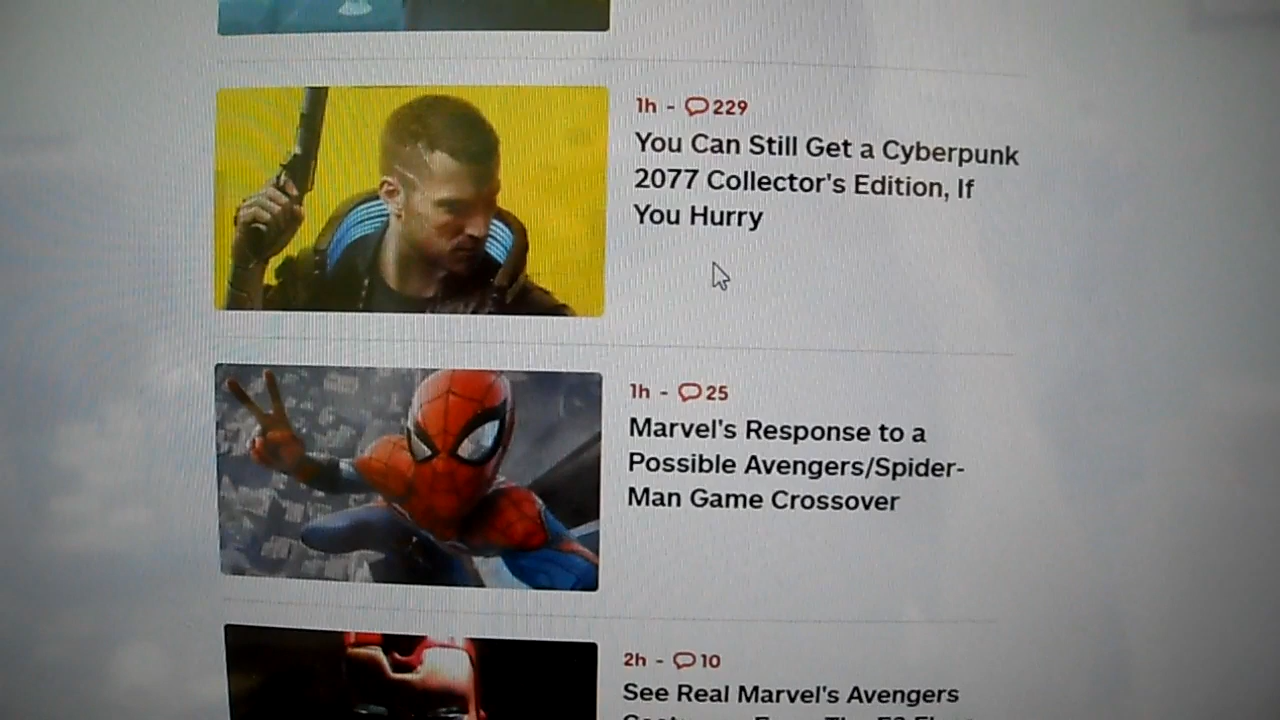 1h - 229
You Can Still Get a Cyberpunk
2077 Collector's Edition, If
You Hurry
1h - 25
Marvel's Response to a
Possible Avengers/Spider-
Man Game Crossover
2h - 10
See Real Marvel's Avengers